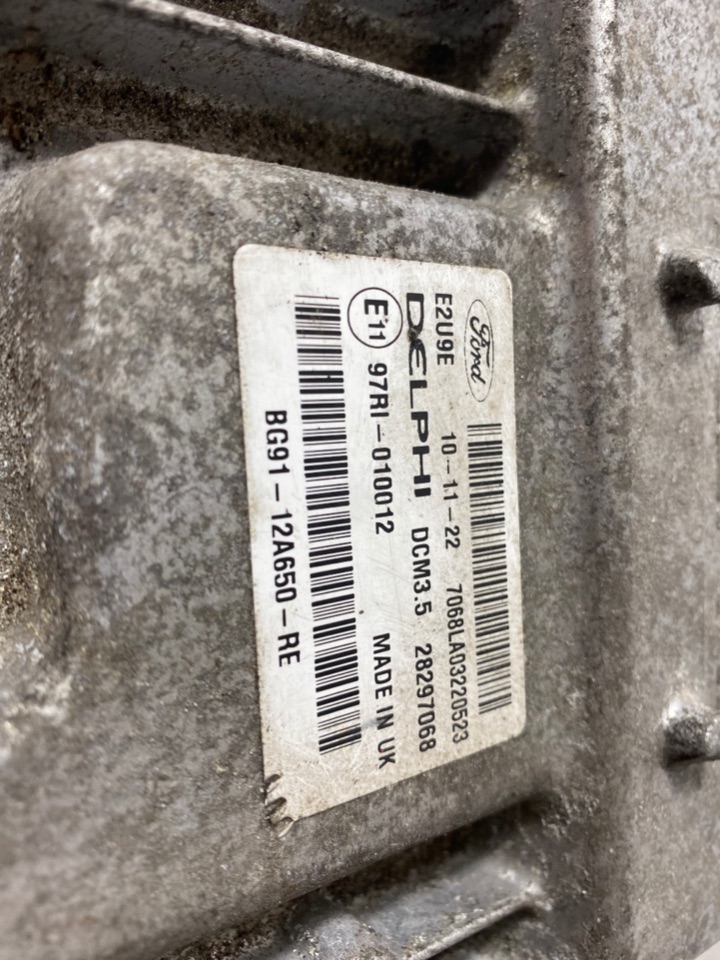 Ford
E2U9E 10-11-22 7068LA03220523
DELPHI DCM3.5 28297068
E11 97RI-010012 MADE IN UK
BG91-12A650-RE